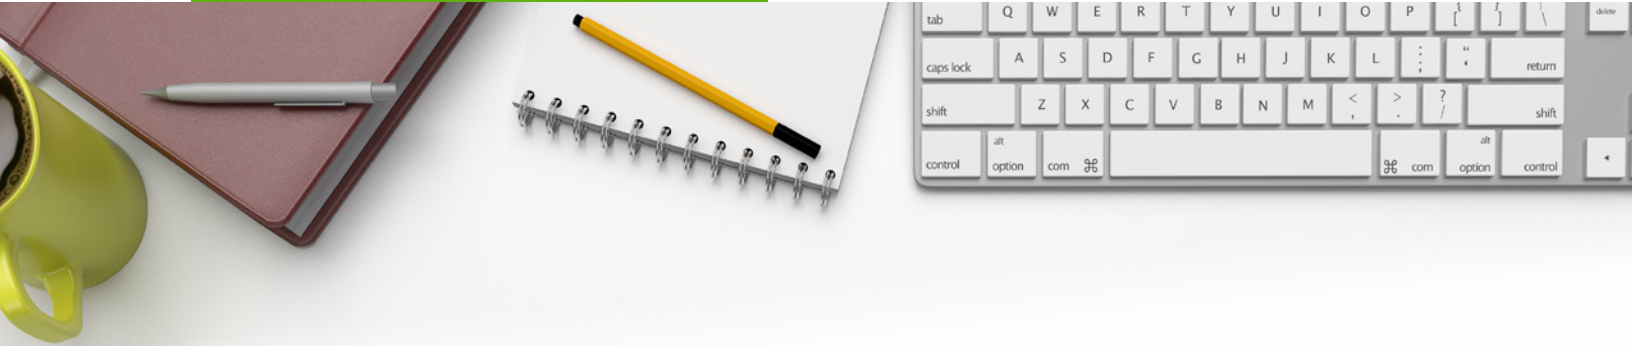 tab Q W E R T Y U I O P { [ } ] | \ delete
caps lock A S D F G H J K L : ; “ ‘ return
shift Z X C V B N M < , > . ? / shift
control alt option com ⌘ ⌘ com alt option control ◂